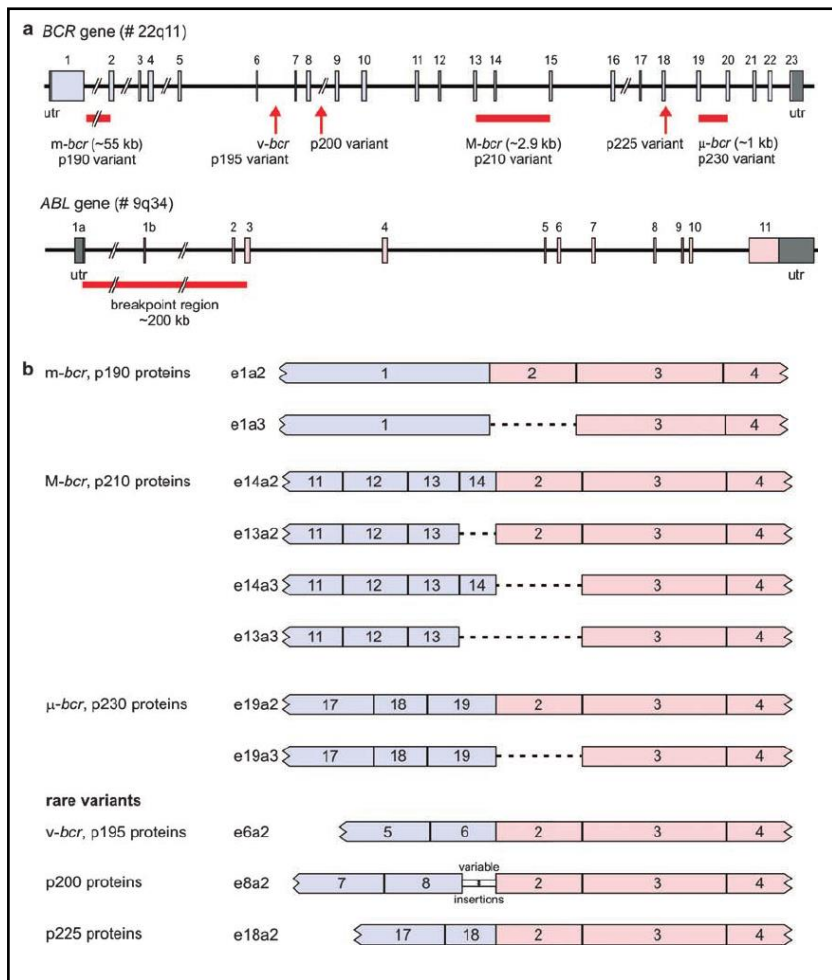 a BCR gene (# 22q11)
1 2 3 4 5 6 7 8 9 10 11 12 13 14 15 16 17 18 19 20 21 22 23
utr utr
m-bcr (~55 kb)
p190 variant
v-bcr
p195 variant
p200 variant
M-bcr (~2.9 kb)
p210 variant
p225 variant
μ-bcr (~1 kb)
p230 variant
ABL gene (# 9q34)
1a 1b 2 3 4 5 6 7 8 9 10 11
utr utr
breakpoint region
~200 kb
b m-bcr, p190 proteins e1a2 1 2 3 4
e1a3 1 3 4
M-bcr, p210 proteins e14a2 11 12 13 14 2 3 4
e13a2 11 12 13 2 3 4
e14a3 11 12 13 14 3 4
e13a3 11 12 13 3 4
μ-bcr, p230 proteins e19a2 17 18 19 2 3 4
e19a3 17 18 19 3 4
rare variants
v-bcr, p195 proteins e6a2 5 6 2 3 4
variable
p200 proteins e8a2 7 8 2 3 4
insertions
p225 proteins e18a2 17 18 2 3 4